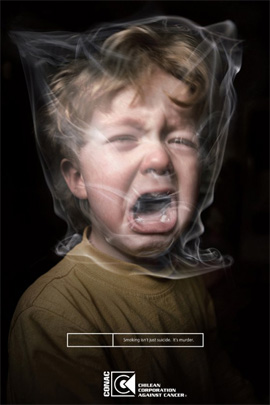 Smoking isn't just suicide. It's murder.
CONAC
CHILEAN
CORPORATION
AGAINST CANCER